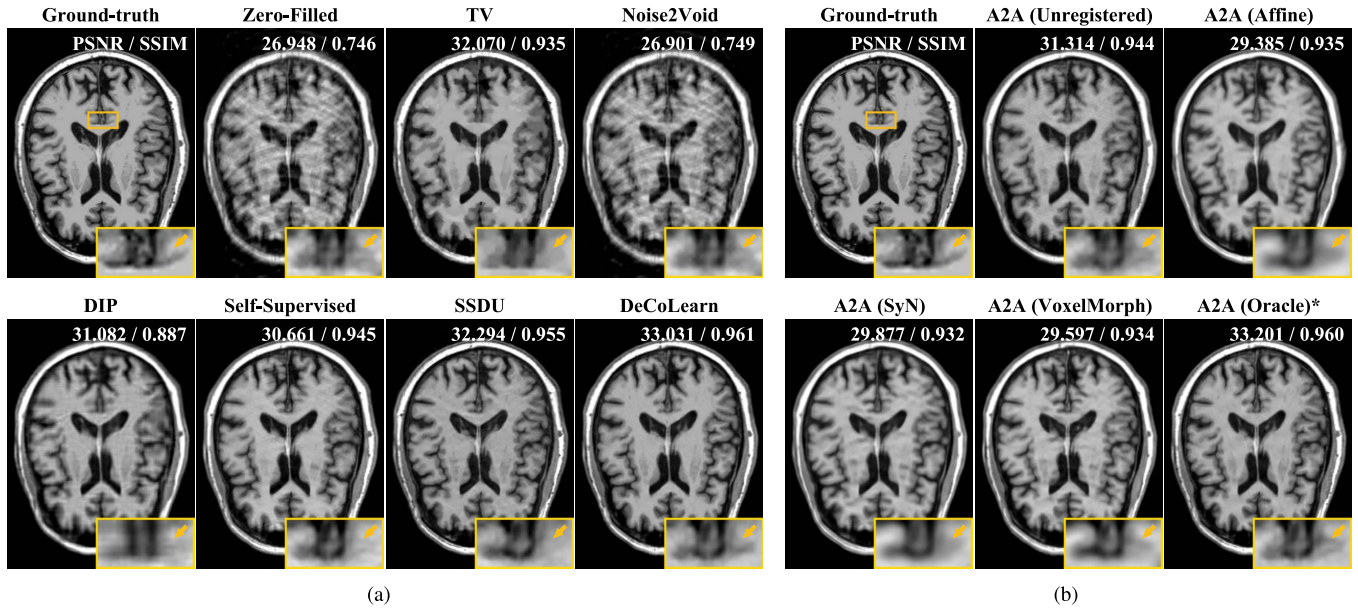 Ground-truth Zero-Filled TV Noise2Void
PSNR / SSIM 26.948 / 0.746 32.070 / 0.935 26.901 / 0.749
DIP Self-Supervised SSDU DeCoLearn
31.082 / 0.887 30.661 / 0.945 32.294 / 0.955 33.031 / 0.961
(a)
Ground-truth A2A (Unregistered) A2A (Affine)
PSNR / SSIM 31.314 / 0.944 29.385 / 0.935
A2A (SyN) A2A (VoxelMorph) A2A (Oracle)*
29.877 / 0.932 29.597 / 0.934 33.201 / 0.960
(b)